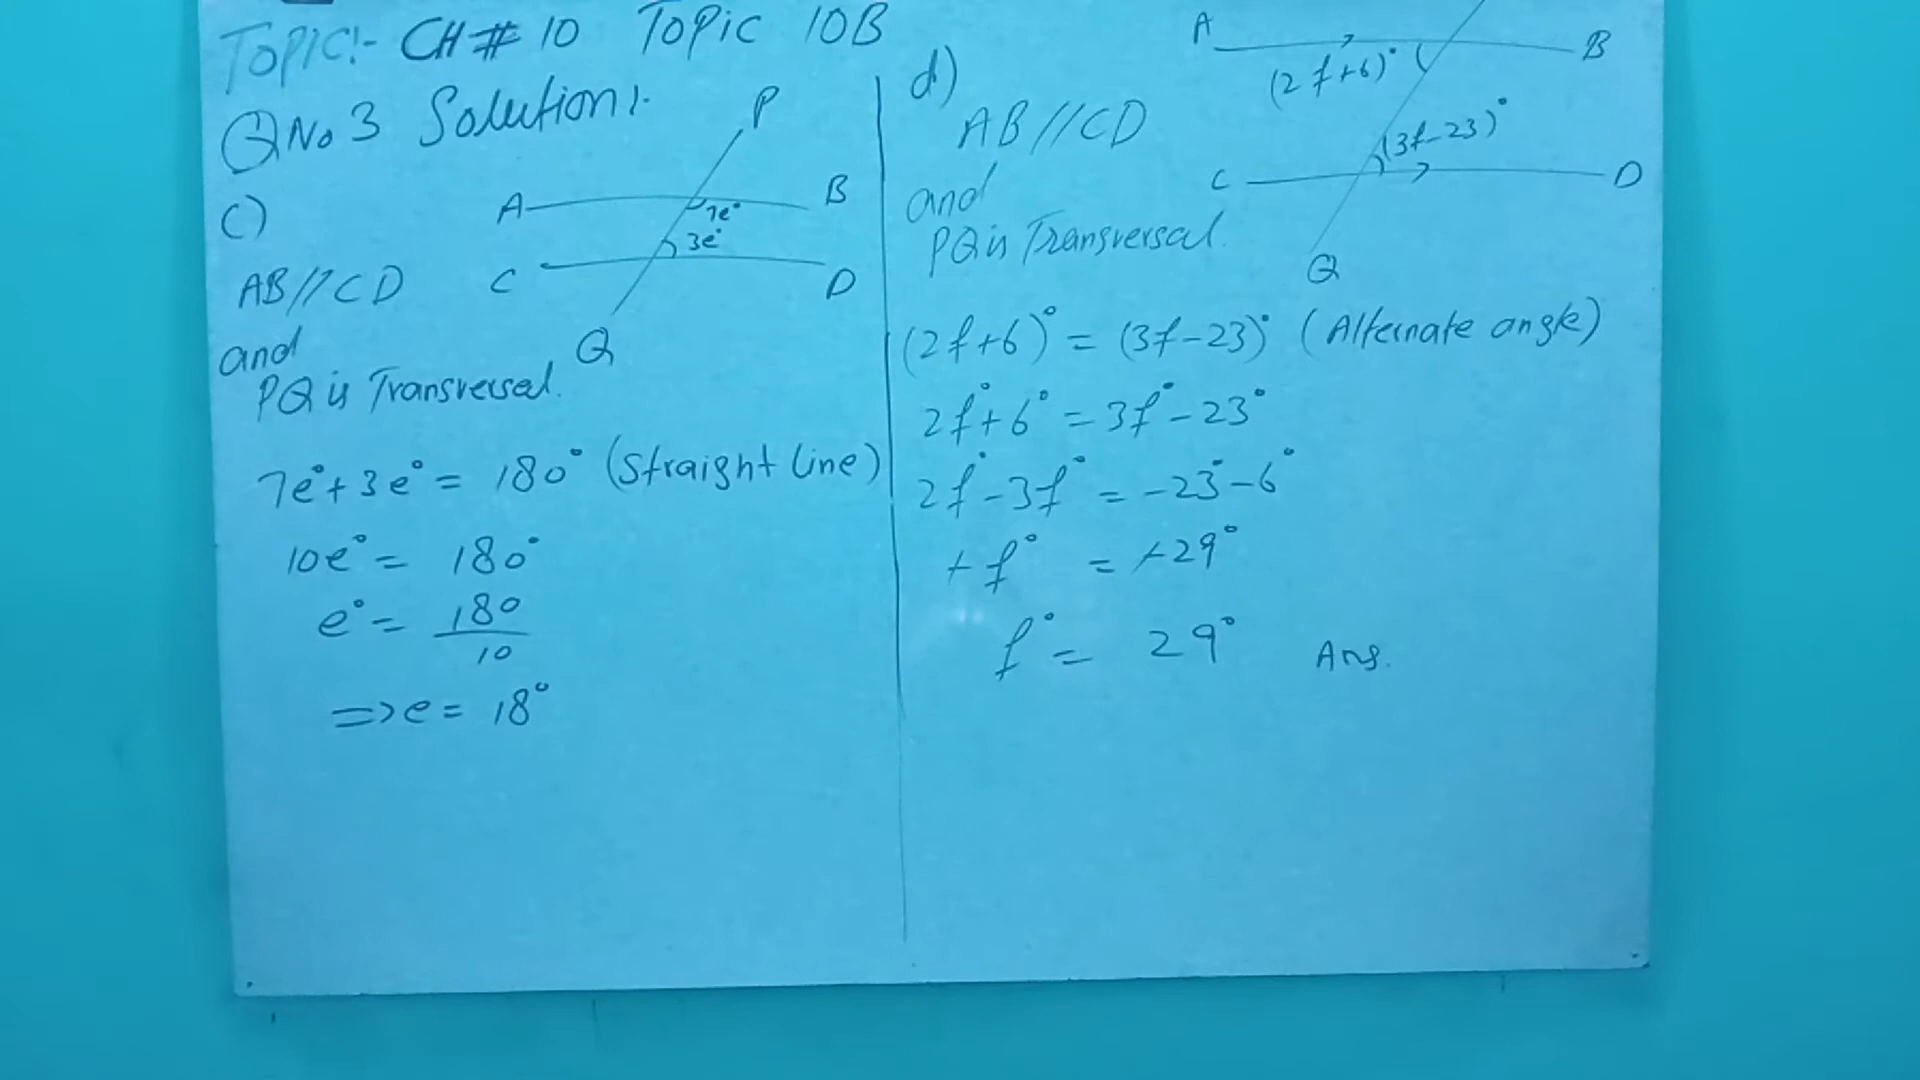 TOPIC:- CH # 10 Topic 10B
Q No 3 Solution:-
c)
P
A
B
7e°
3e°
C
D
Q
AB//CD
and
PQ is Transversal.
7e°+3e° = 180° (Straight line)
10e° = 180°
e° = 180/10
=> e = 18°
d)
A
B
(2f+6)°
(3f-23)°
C
D
Q
AB//CD
and
PQ is Transversal.
(2f+6)° = (3f-23)° (Alternate angle)
2f°+6° = 3f°-23°
2f°-3f° = -23°-6°
+f° = +29°
f° = 29° Ans.